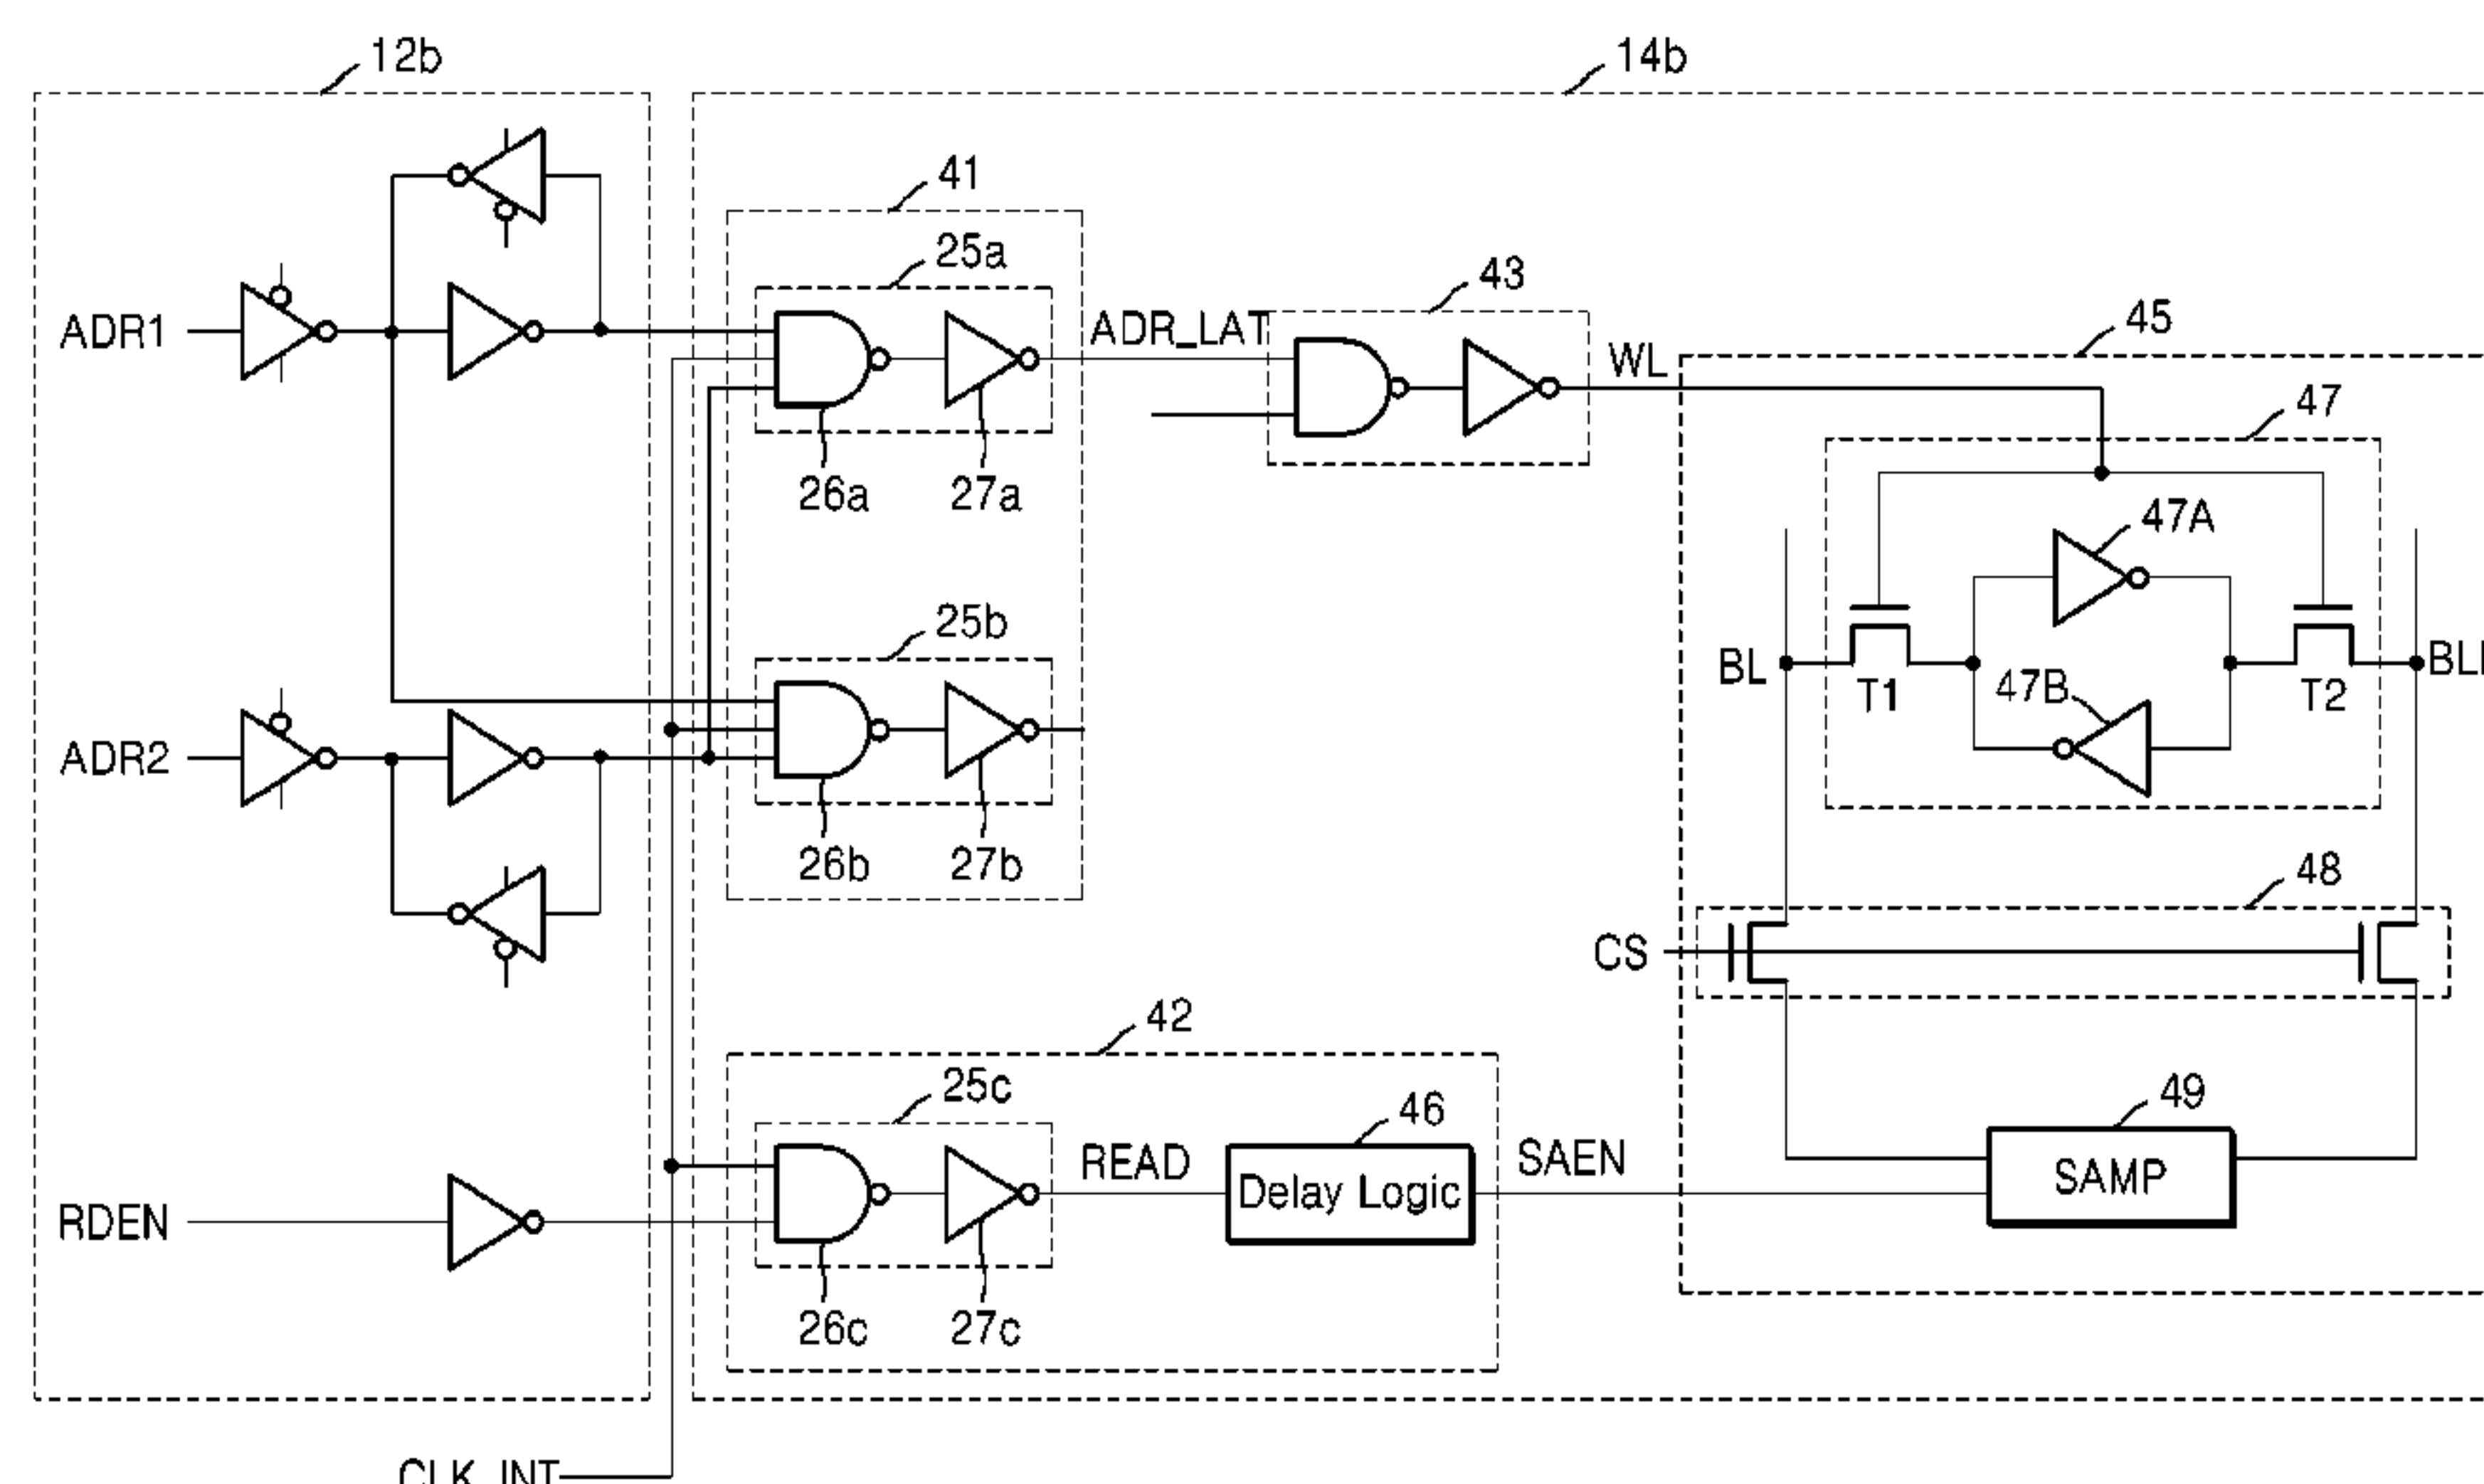 12b
14b
41
25a
43
ADR1
ADR_LAT
WL
45
47
26a
27a
47A
25b
BL
T1
47B
T2
ADR2
26b
27b
48
CS
42
25c
46
49
READ
SAEN
SAMP
Delay Logic
RDEN
26c
27c
CLK_INT